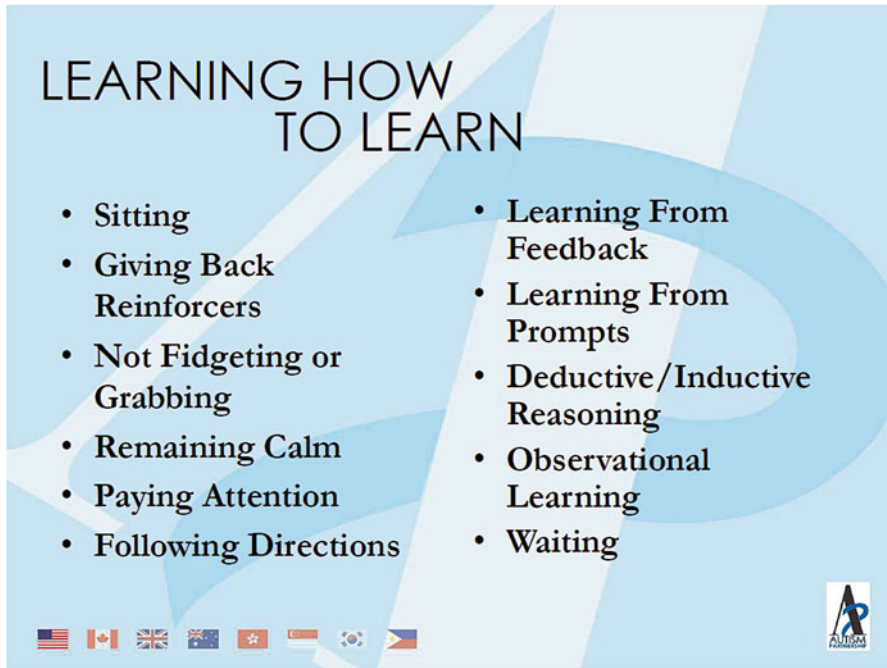 LEARNING HOW
TO LEARN
• Sitting
• Giving Back
Reinforcers
• Not Fidgeting or
Grabbing
• Remaining Calm
• Paying Attention
• Following Directions
• Learning From
Feedback
• Learning From
Prompts
• Deductive/Inductive
Reasoning
• Observational
Learning
• Waiting
AUTISM
PARTNERSHIP